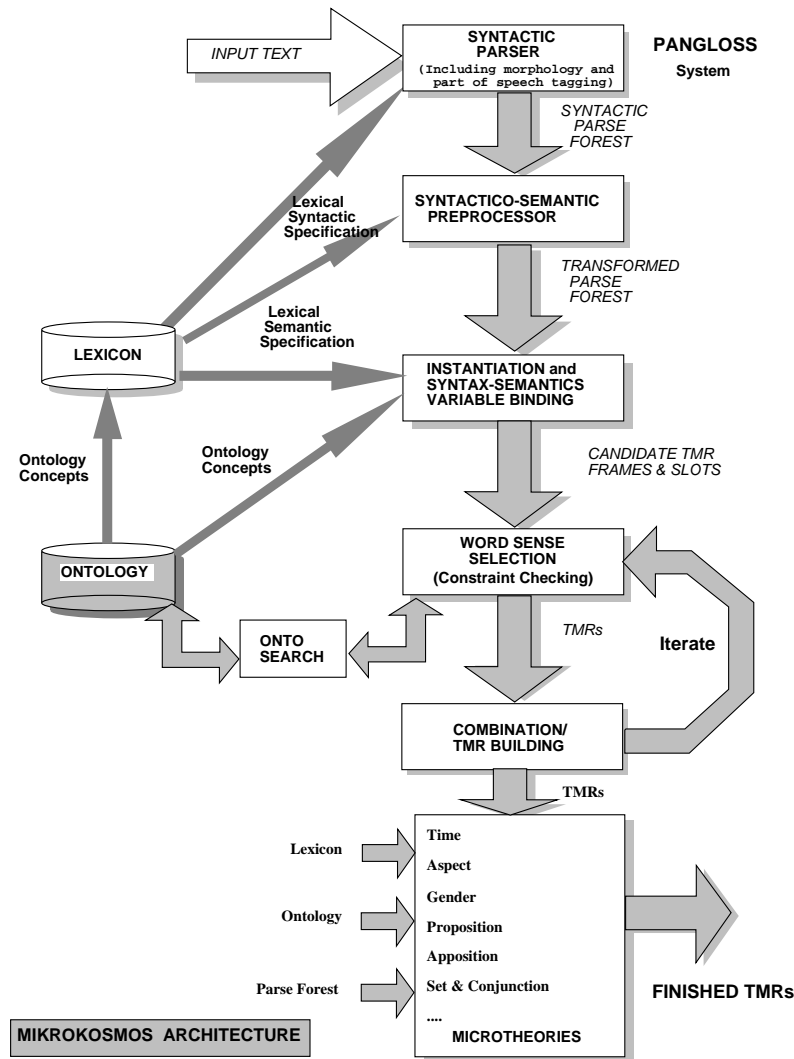 INPUT TEXT
SYNTACTIC
PARSER
(Including morphology and
part of speech tagging)
PANGLOSS
System
SYNTACTIC
PARSE
FOREST
Lexical
Syntactic
Specification
SYNTACTICO-SEMANTIC
PREPROCESSOR
TRANSFORMED
PARSE
FOREST
Lexical
Semantic
Specification
LEXICON
INSTANTIATION and
SYNTAX-SEMANTICS
VARIABLE BINDING
Ontology
Concepts
Ontology
Concepts
CANDIDATE TMR
FRAMES & SLOTS
WORD SENSE
SELECTION
(Constraint Checking)
ONTOLOGY
ONTO
SEARCH
TMRs
Iterate
COMBINATION/
TMR BUILDING
TMRs
Lexicon
Ontology
Parse Forest
Time
Aspect
Gender
Proposition
Apposition
Set & Conjunction
....
MICROTHEORIES
FINISHED TMRs
MIKROKOSMOS ARCHITECTURE